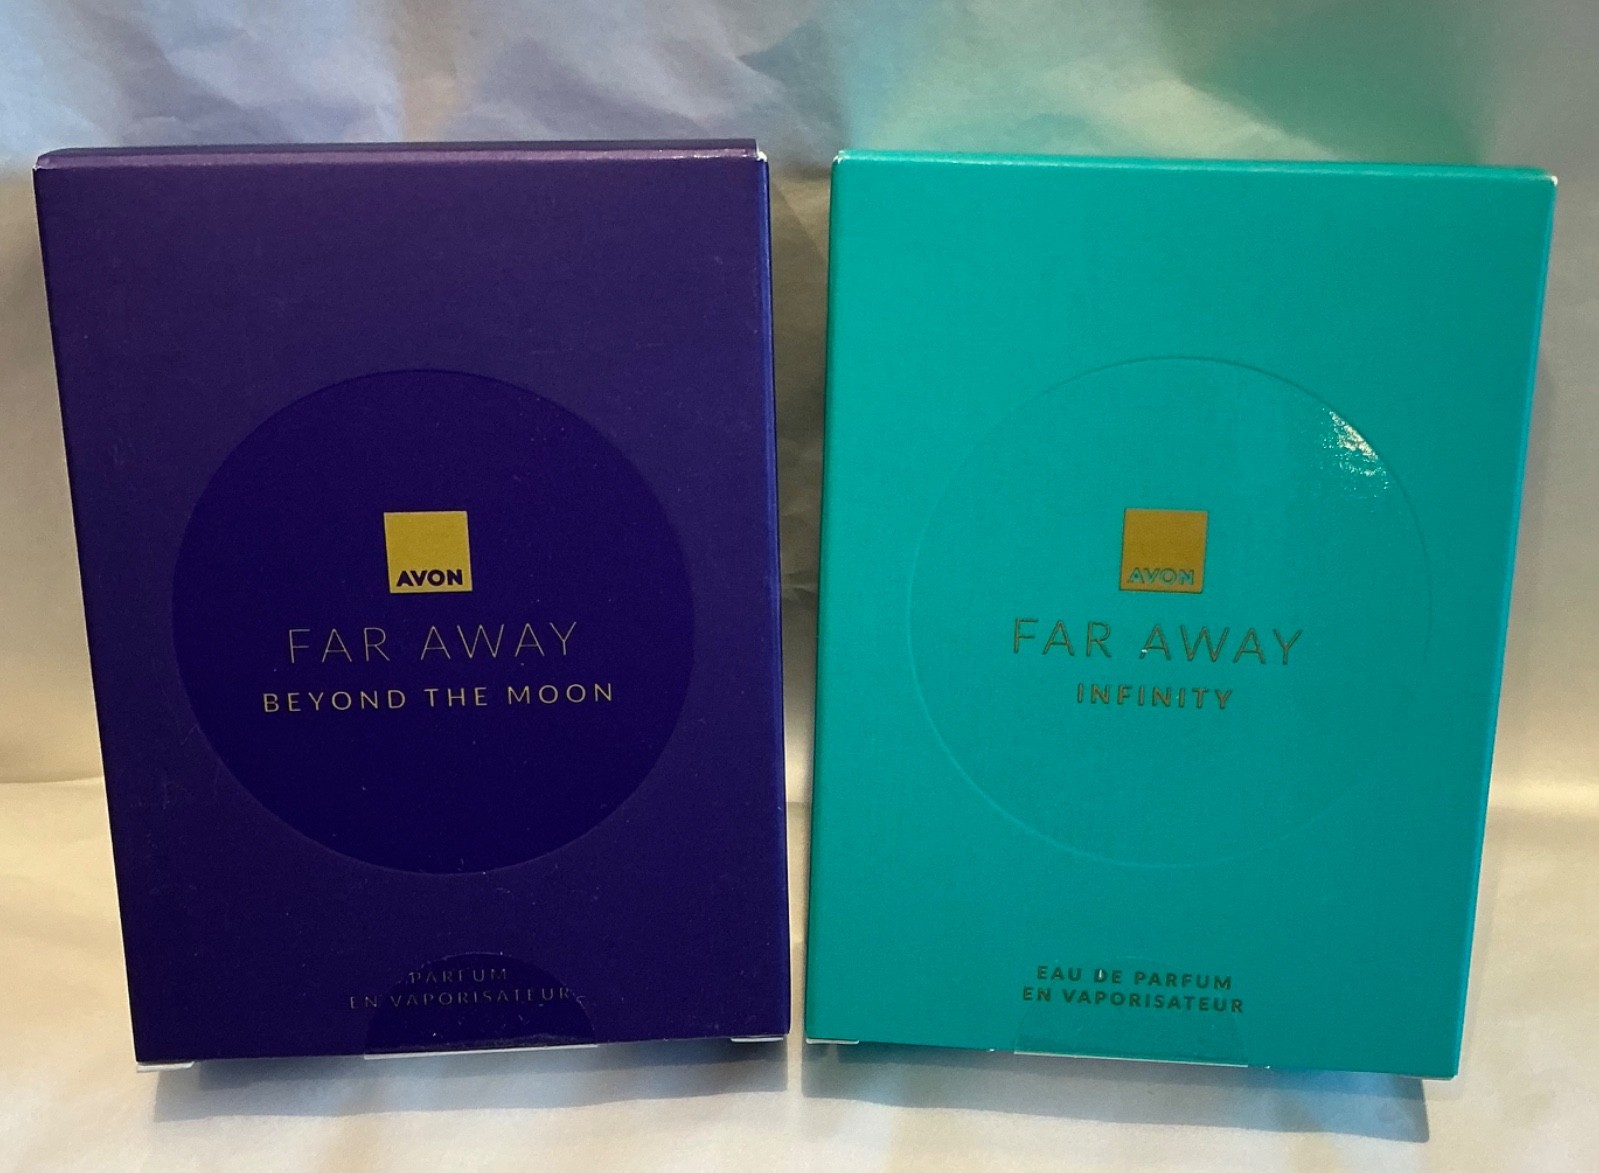 AVON
FAR AWAY
BEYOND THE MOON
PARFUM
EN VAPORISATEUR
AVON
FAR AWAY
INFINITY
EAU DE PARFUM
EN VAPORISATEUR